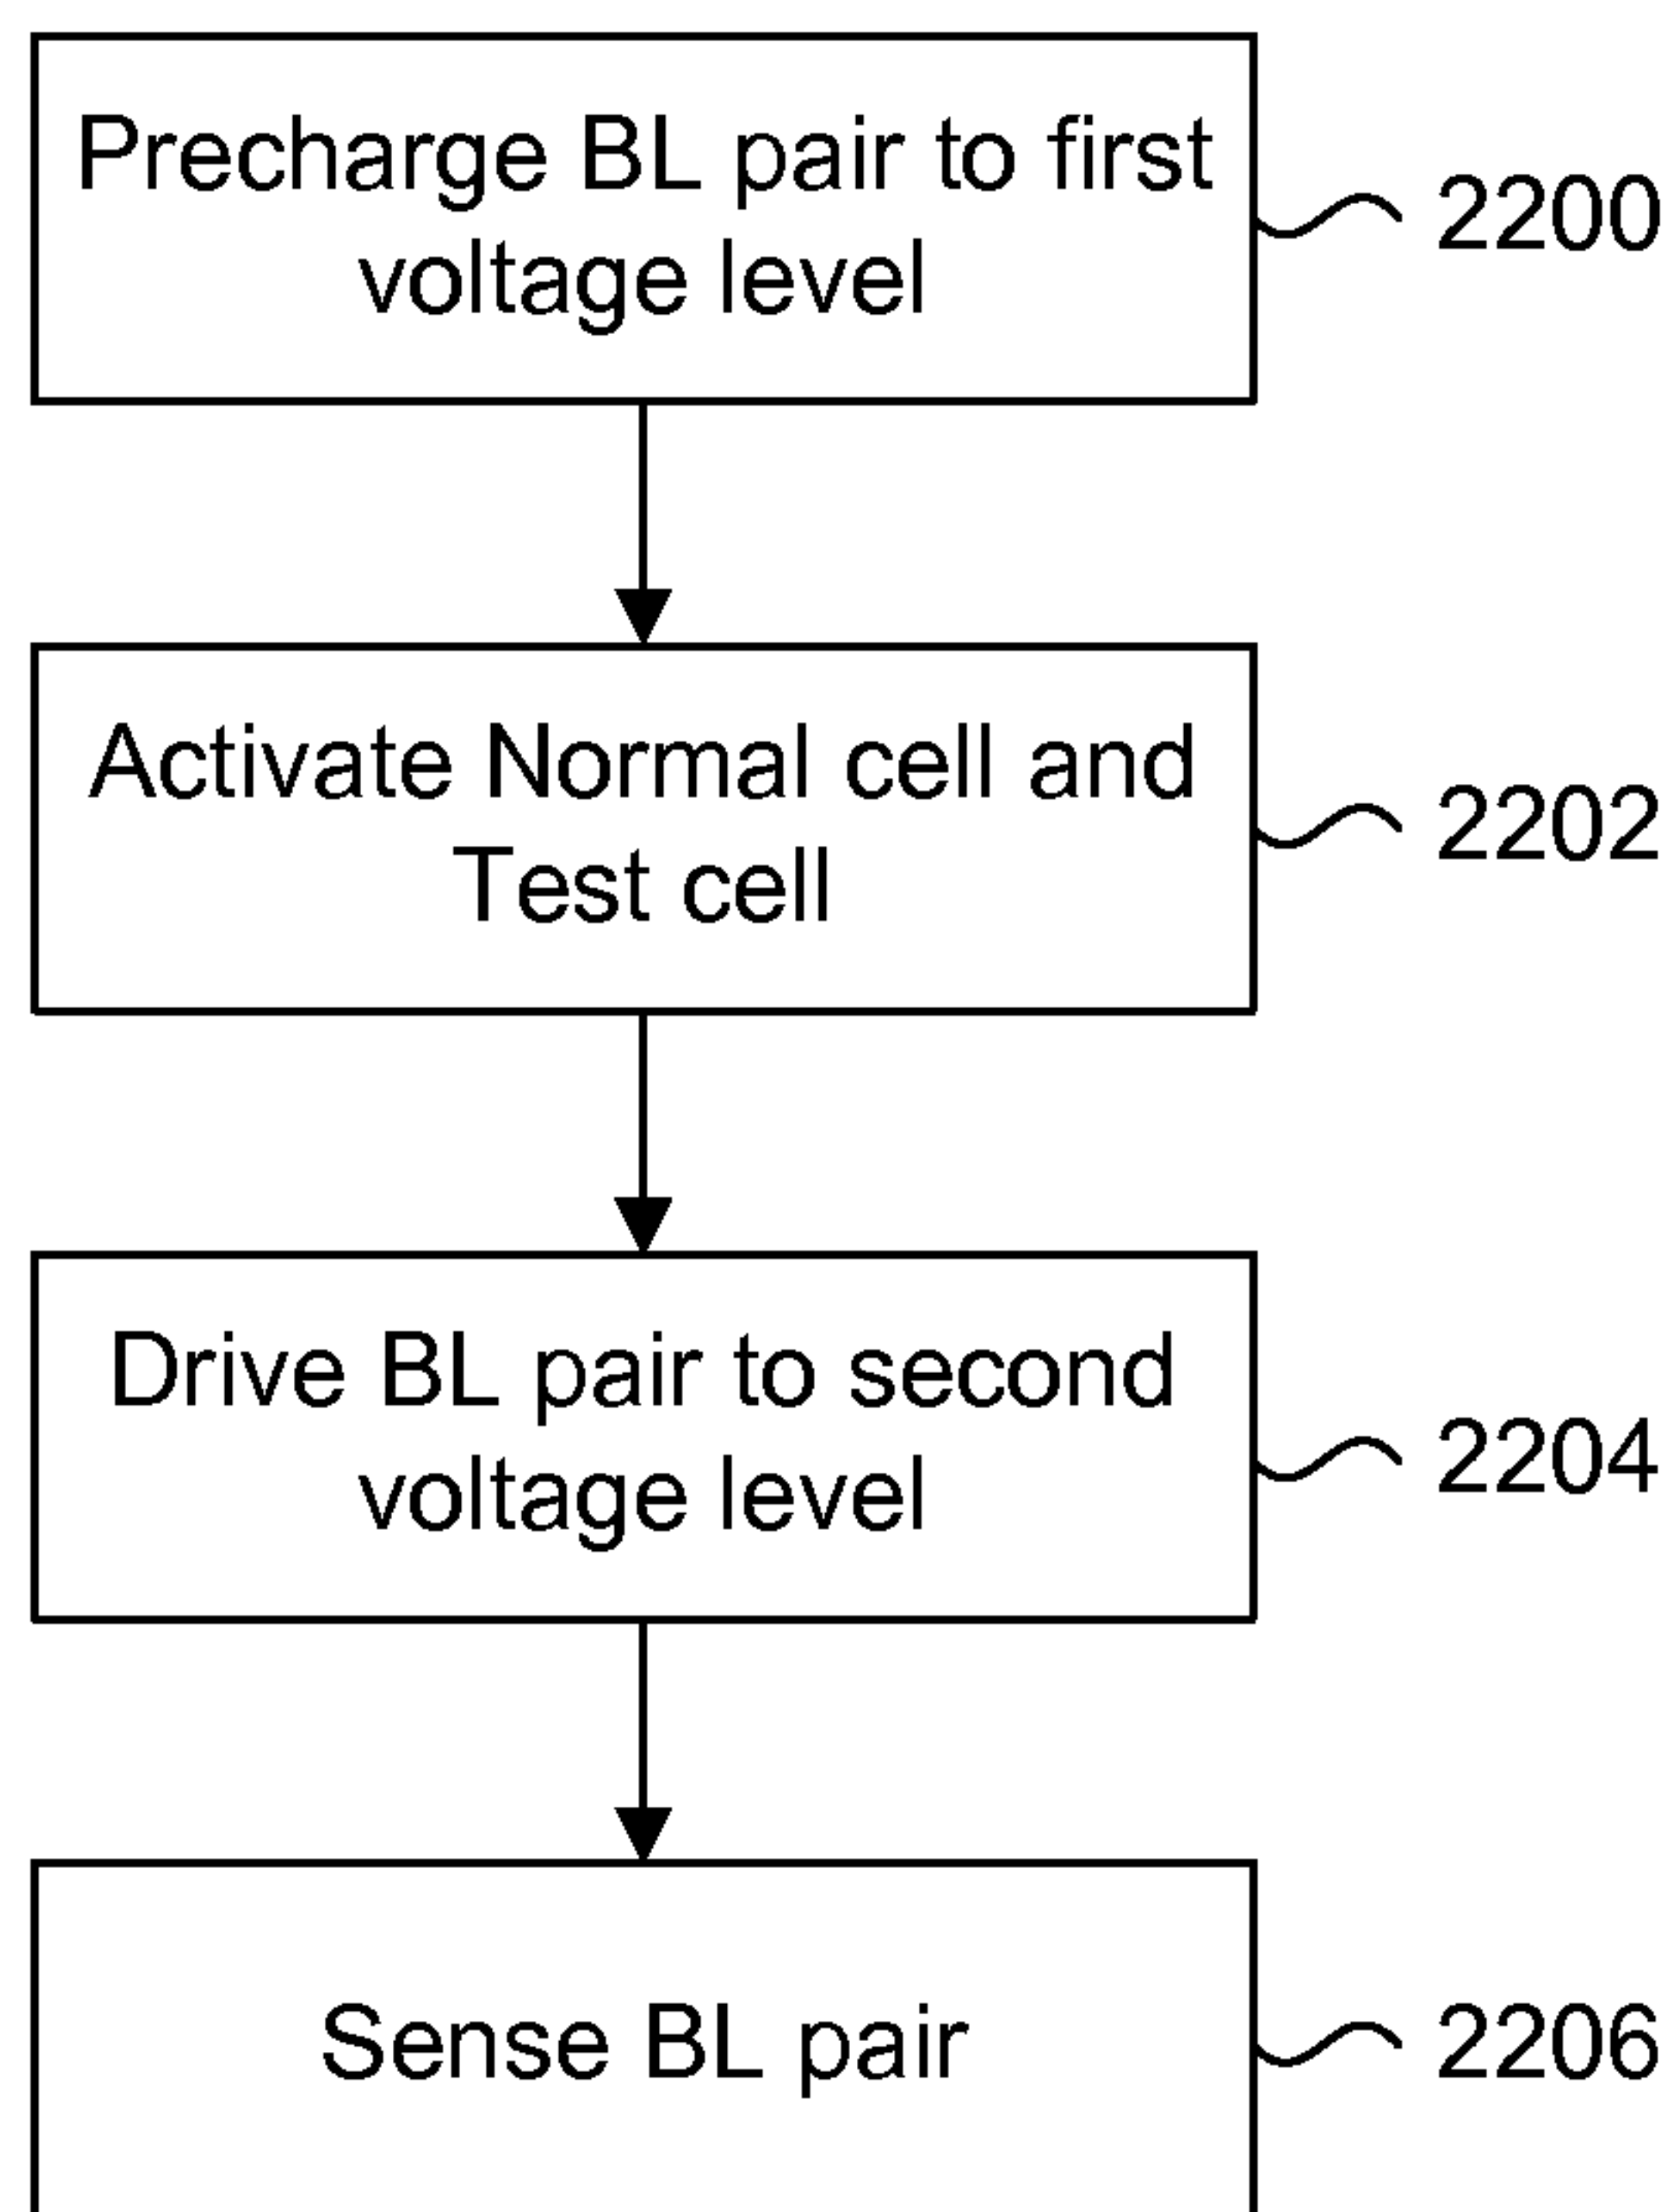 Precharge BL pair to first
voltage level
2200
Activate Normal cell and
Test cell
2202
Drive BL pair to second
voltage level
2204
Sense BL pair
2206